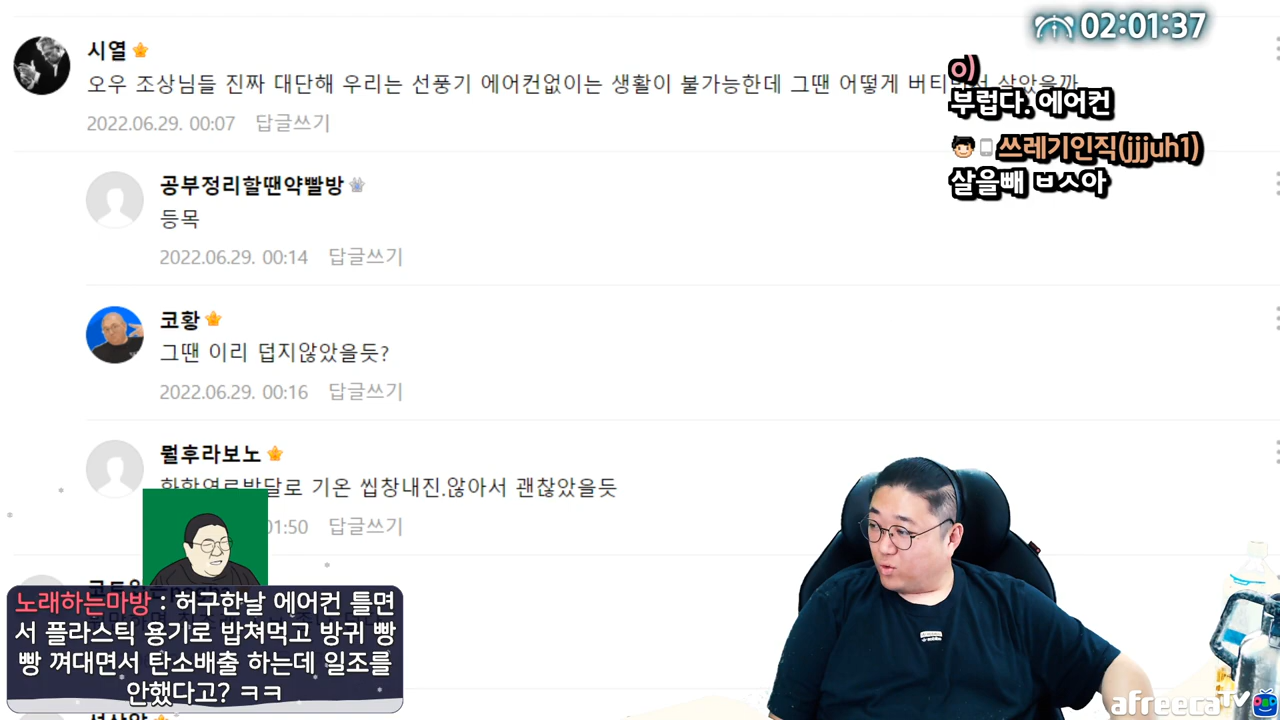 02:01:37
시열
오우 조상님들 진짜 대단해 우리는 선풍기 에어컨없이는 생활이 불가능한데 그땐 어떻게
2022.06.29. 00:07 답글쓰기
부럽다. 에어컨
쓰레기인직(jjjuh1)
살을빼 ㅂㅅ아
공부정리할땐약빨방
등목
2022.06.29. 00:14 답글쓰기
코황
그땐 이리 덥지않았을듯?
2022.06.29. 00:16 답글쓰기
뭘후라보노
기온 씹창내진.않아서 괜찮았을듯
01:50 답글쓰기
노래하는마방 : 허구한날 에어컨 틀면
서 플라스틱 용기로 밥쳐먹고 방귀 빵
빵 껴대면서 탄소배출 하는데 일조를
안했다고? ㅋㅋ
afreecaTV